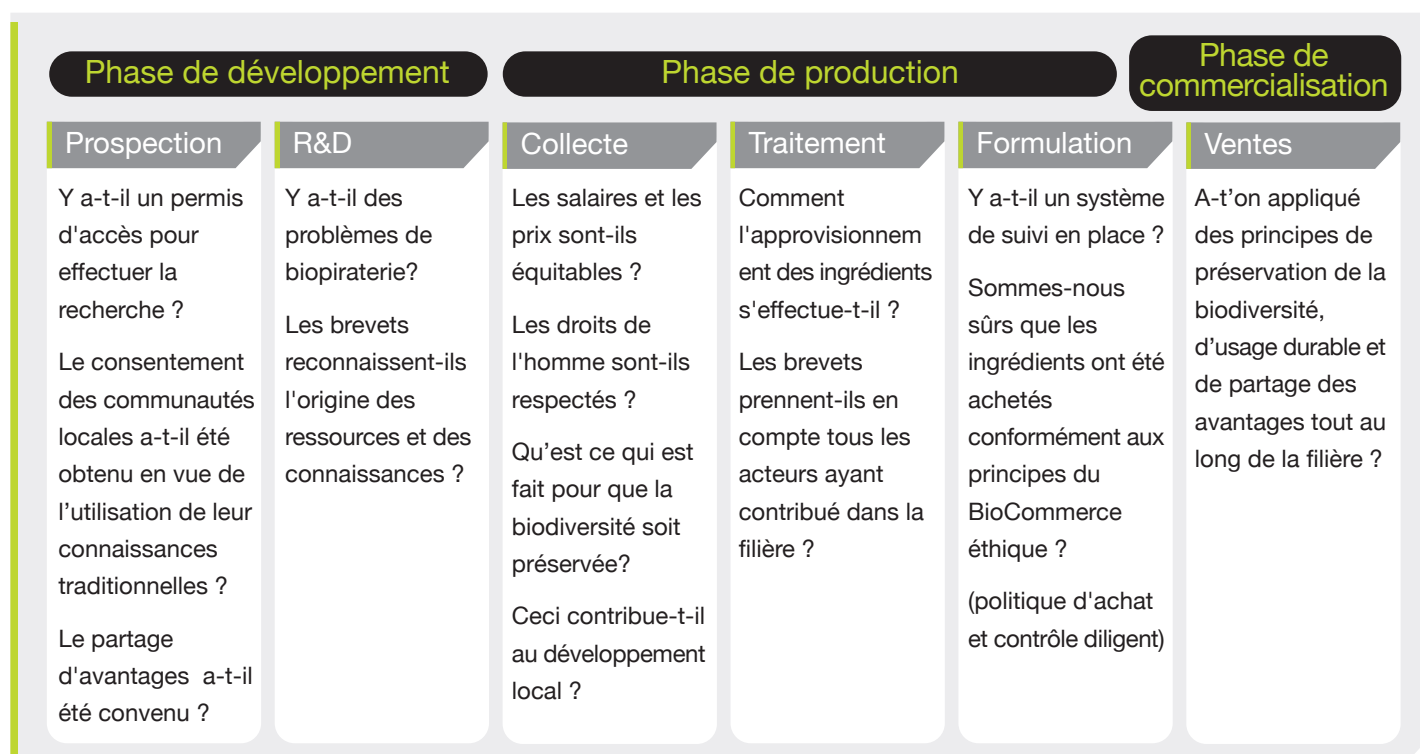 Phase de développement
Phase de production
Phase de
commercialisation
Prospection
Y a-t-il un permis
d'accès pour
effectuer la
recherche ?
Le consentement
des communautés
locales a-t-il été
obtenu en vue de
l’utilisation de leur
connaissances
traditionnelles ?
Le partage
d'avantages  a-t-il
été convenu ?
R&D
Y a-t-il des
problèmes de
biopiraterie?
Les brevets
reconnaissent-ils
l'origine des
ressources et des
connaissances ?
Collecte
Les salaires et les
prix sont-ils
équitables ?
Les droits de
l'homme sont-ils
respectés ?
Qu’est ce qui est
fait pour que la
biodiversité soit
préservée?
Ceci contribue-t-il
au développement
local ?
Traitement
Comment
l'approvisionnem
ent des ingrédients
s'effectue-t-il ?
Les brevets
prennent-ils en
compte tous les
acteurs ayant
contribué dans la
filière ?
Formulation
Y a-t-il un système
de suivi en place ?
Sommes-nous
sûrs que les
ingrédients ont été
achetés
conformément aux
principes du
BioCommerce
éthique ?
(politique d'achat
et contrôle diligent)
Ventes
A-t’on appliqué
des principes de
préservation de la
biodiversité,
d’usage durable et
de partage des
avantages tout au
long de la filière ?